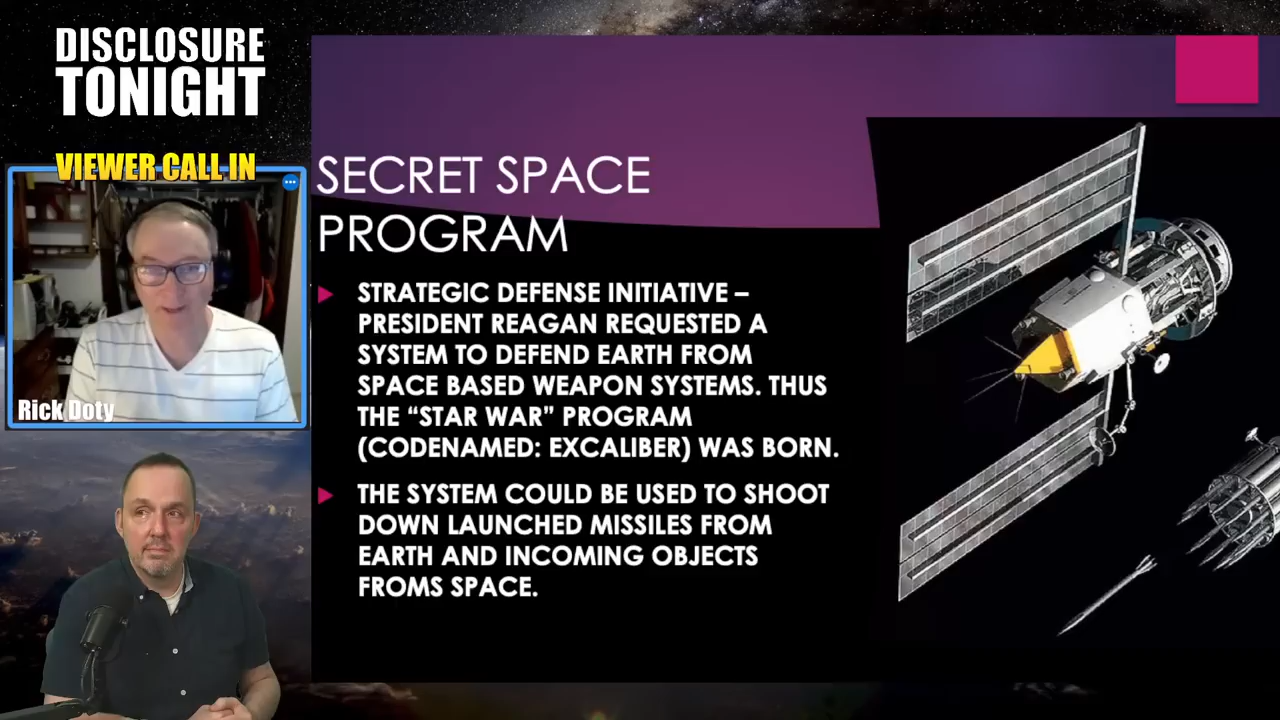 DISCLOSURE
TONIGHT
VIEWER CALL IN
Rick Doty
SECRET SPACE
PROGRAM
STRATEGIC DEFENSE INITIATIVE –
PRESIDENT REAGAN REQUESTED A
SYSTEM TO DEFEND EARTH FROM
SPACE BASED WEAPON SYSTEMS. THUS
THE “STAR WAR” PROGRAM
(CODENAMED: EXCALIBER) WAS BORN.
THE SYSTEM COULD BE USED TO SHOOT
DOWN LAUNCHED MISSILES FROM
EARTH AND INCOMING OBJECTS
FROMS SPACE.